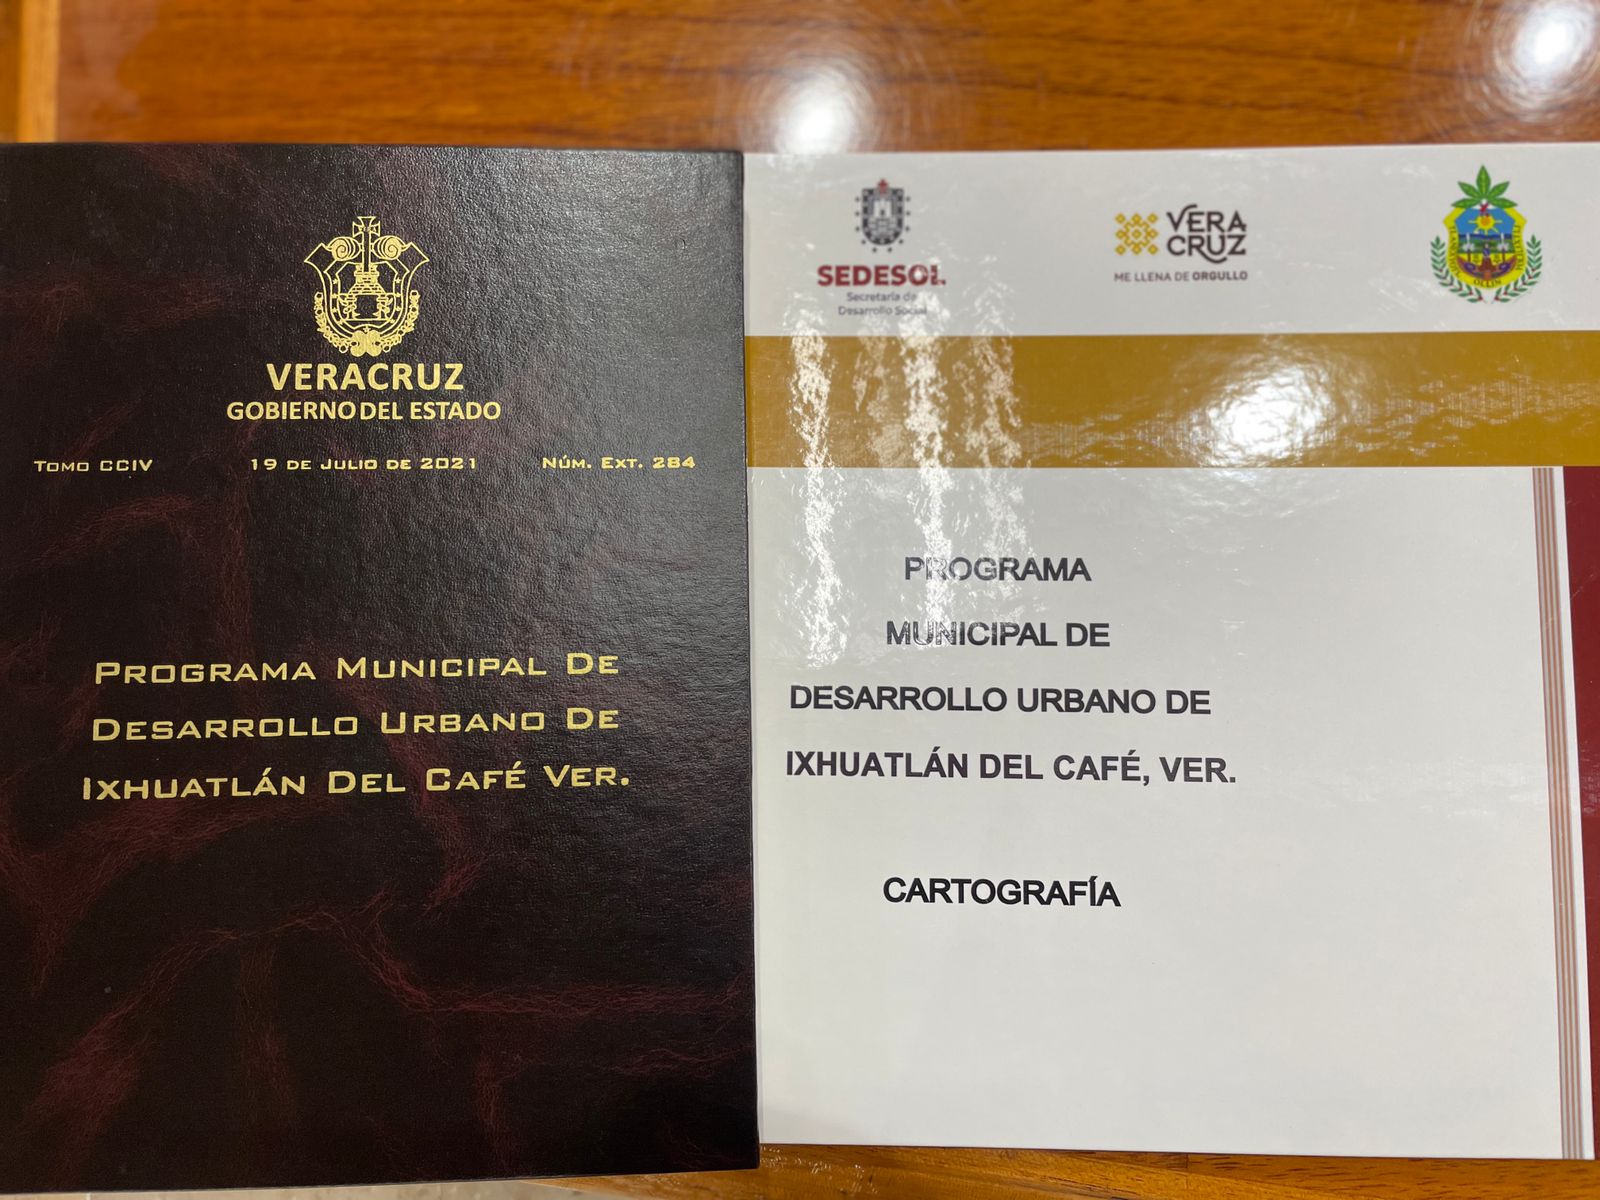 VERACRUZ
GOBIERNO DEL ESTADO
TOMO CCIV 19 DE JULIO DE 2021 NÚM. EXT. 284
PROGRAMA MUNICIPAL DE
DESARROLLO URBANO DE
IXHUATLÁN DEL CAFÉ VER.
SEDESOL
Secretaría de
Desarrollo Social
VERA
CRUZ
ME LLENA DE ORGULLO
PROGRAMA
MUNICIPAL DE
DESARROLLO URBANO DE
IXHUATLÁN DEL CAFÉ, VER.
CARTOGRAFÍA